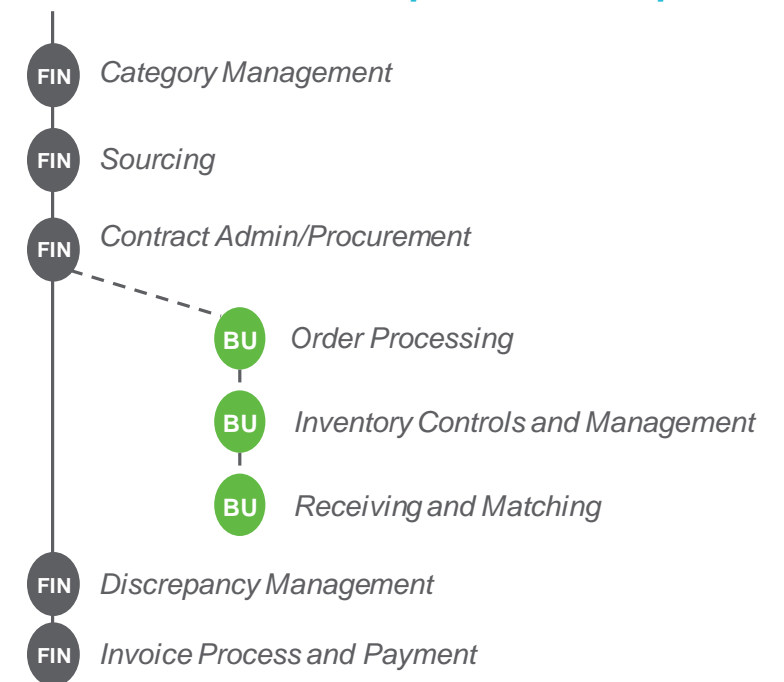 FIN Category Management
FIN Sourcing
FIN Contract Admin/Procurement
BU Order Processing
BU Inventory Controls and Management
BU Receiving and Matching
FIN Discrepancy Management
FIN Invoice Process and Payment